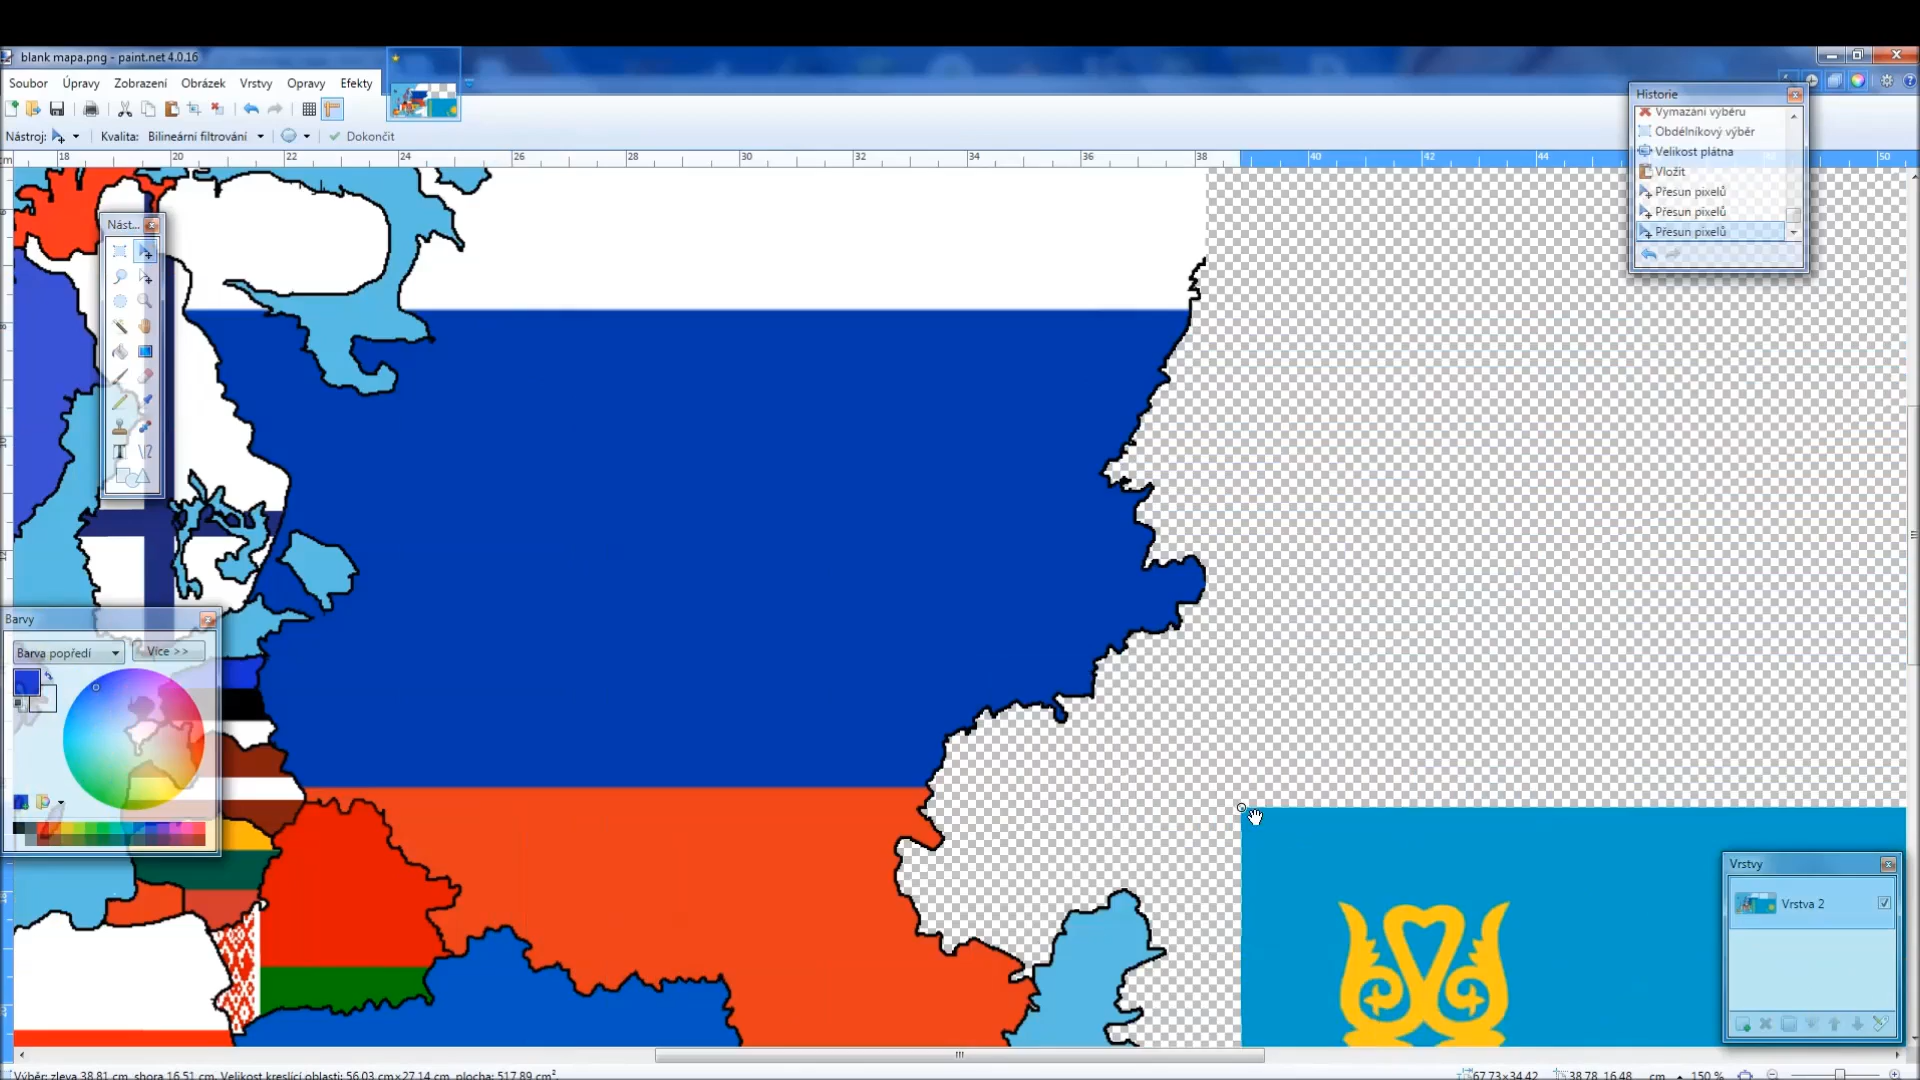 blank mapa.png - paint.net 4.0.16
Soubor Úpravy Zobrazení Obrázek Vrstvy Opravy Efekty
Nástroj: Kvalita: Bilineární filtrování Dokončit
cm 18 20 22 24 26 28 30 32 34 36 38 40 42 44 50
Historie
Vymazání výběru
Obdélníkový výběr
Velikost plátna
Vložit
Přesun pixelů
Přesun pixelů
Přesun pixelů
Nást...
Barvy
Barva popředí Více >>
Vrstvy
Vrstva 2
Výběr: zleva 38,81 cm, shora 16,51 cm. Velikost kreslící oblasti: 56,03 cm×27,14 cm, plocha: 517,89 cm².
67,73×34,42 38,78, 16,48 cm 150 %